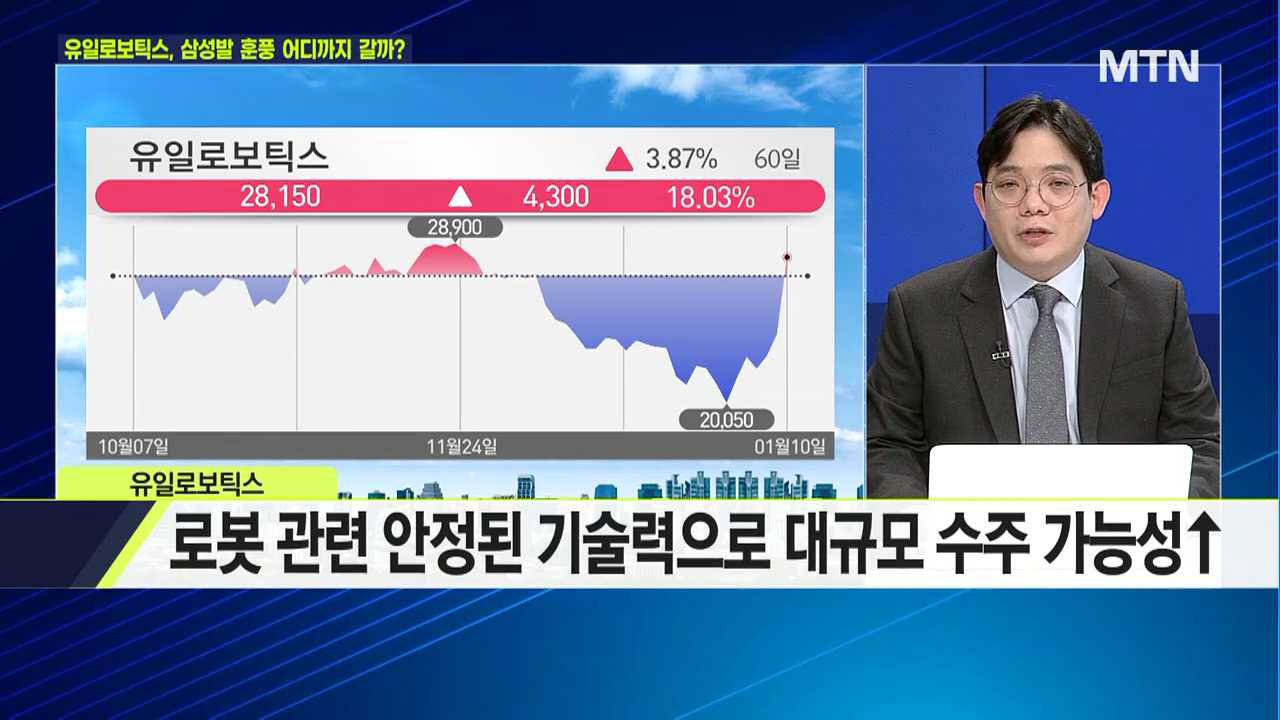 유일로보틱스, 삼성발 훈풍 어디까지 갈까?
MTN
유일로보틱스 ▲ 3.87% 60일
28,150 ▲ 4,300 18.03%
28,900
20,050
10월07일 11월24일 01월10일
유일로보틱스
로봇 관련 안정된 기술력으로 대규모 수주 가능성↑